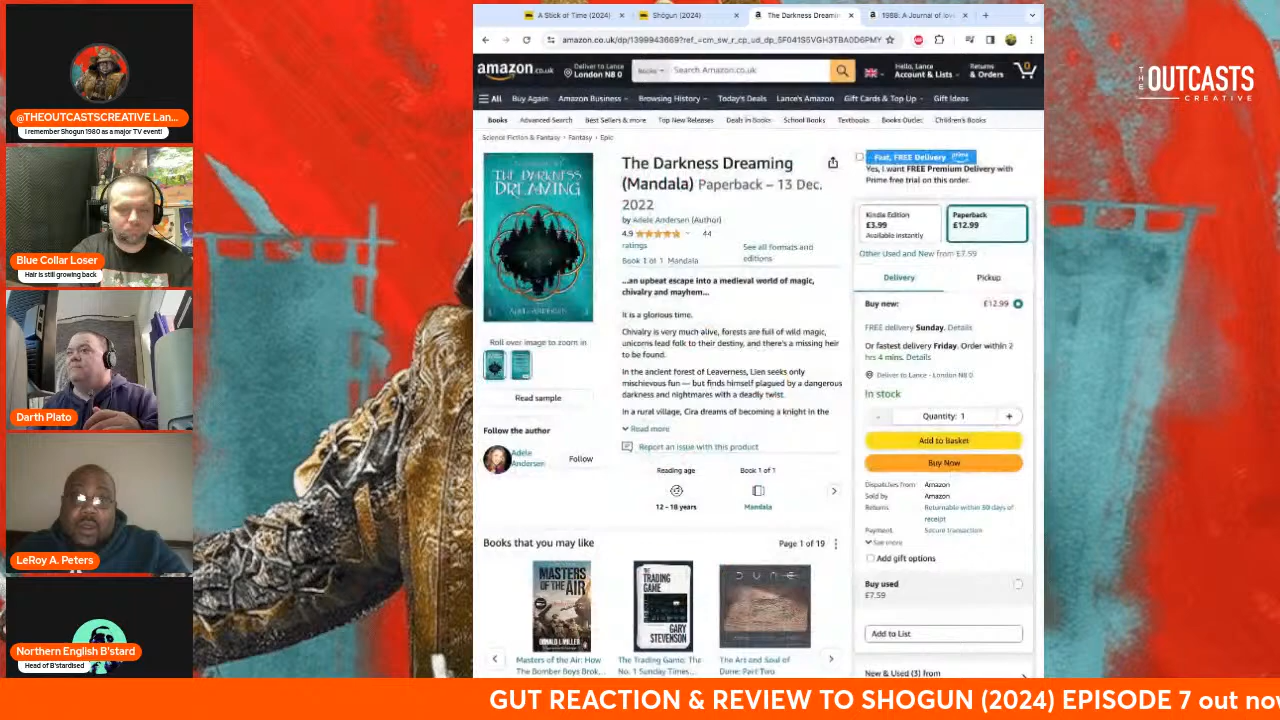 @THEOUTCASTSCREATIVE Lan...
I remember Shogun 1980 as a major TV event!
Blue Collar Loser
Hair is still growing back
Darth Plato
LeRoy A. Peters
Northern English B'stard
Head of B'stardised
A Stick of Time (2024)
Shōgun (2024)
The Darkness Dreamin
1988: A Journal of lov
amazon.co.uk/dp/1399943669?ref_=cm_sw_r_cp_ud_dp_5F041S5VGH3TBA0D6PMY
amazon.co.uk
Deliver to Lance
London N8 0
Books
Search Amazon.co.uk
Hello, Lance
Account & Lists
Returns
& Orders
0
All
Buy Again
Amazon Business
Browsing History
Today's Deals
Lance's Amazon
Gift Cards & Top Up
Gift Ideas
Books
Advanced Search
Best Sellers & more
Top New Releases
Deals in Books
School Books
Textbooks
Books Outlet
Children's Books
Science Fiction & Fantasy › Fantasy › Epic
THE DARKNESS
DREAMING
ADELE ANDERSEN
Roll over image to zoom in
Read sample
Follow the author
Adele
Andersen
Follow
The Darkness Dreaming
(Mandala) Paperback – 13 Dec.
2022
by Adele Andersen (Author)
4.9
44
ratings
See all formats and
editions
Book 1 of 1 Mandala
...an upbeat escape into a medieval world of magic,
chivalry and mayhem...
It is a glorious time.
Chivalry is very much alive, forests are full of wild magic,
unicorns lead folk to their destiny, and there's a missing heir
to be found.
In the ancient forest of Leaverness, Lien seeks only
mischievous fun — but finds himself plagued by a dangerous
darkness and nightmares with a deadly twist.
In a rural village, Cira dreams of becoming a knight in the
Read more
Report an issue with this product
Reading age
12 - 18 years
Book 1 of 1
Mandala
Fast, FREE Delivery
prime
Yes, I want FREE Premium Delivery with
Prime free trial on this order.
Kindle Edition
£3.99
Available instantly
Paperback
£12.99
Other Used and New from £7.59
Delivery
Pickup
Buy new:
£12.99
FREE delivery Sunday. Details
Or fastest delivery Friday. Order within 2
hrs 4 mins. Details
Deliver to Lance - London N8 0
In stock
-
Quantity: 1
+
Add to Basket
Buy Now
Dispatches from
Amazon
Sold by
Amazon
Returns
Returnable within 30 days of
receipt
Payment
Secure transaction
See more
Add gift options
Buy used
£7.59
Add to List
New & Used (3) from
Books that you may like
Page 1 of 19
MASTERS
OF THE AIR
DONALD L. MILLER
THE
TRADING
GAME
GARY
STEVENSON
DUNE
Masters of the Air: How
The Bomber Boys Brok...
The Trading Game: The
No. 1 Sunday Times...
The Art and Soul of
Dune: Part Two
THE
OUTCASTS
CREATIVE
GUT REACTION & REVIEW TO SHOGUN (2024) EPISODE 7 out nov